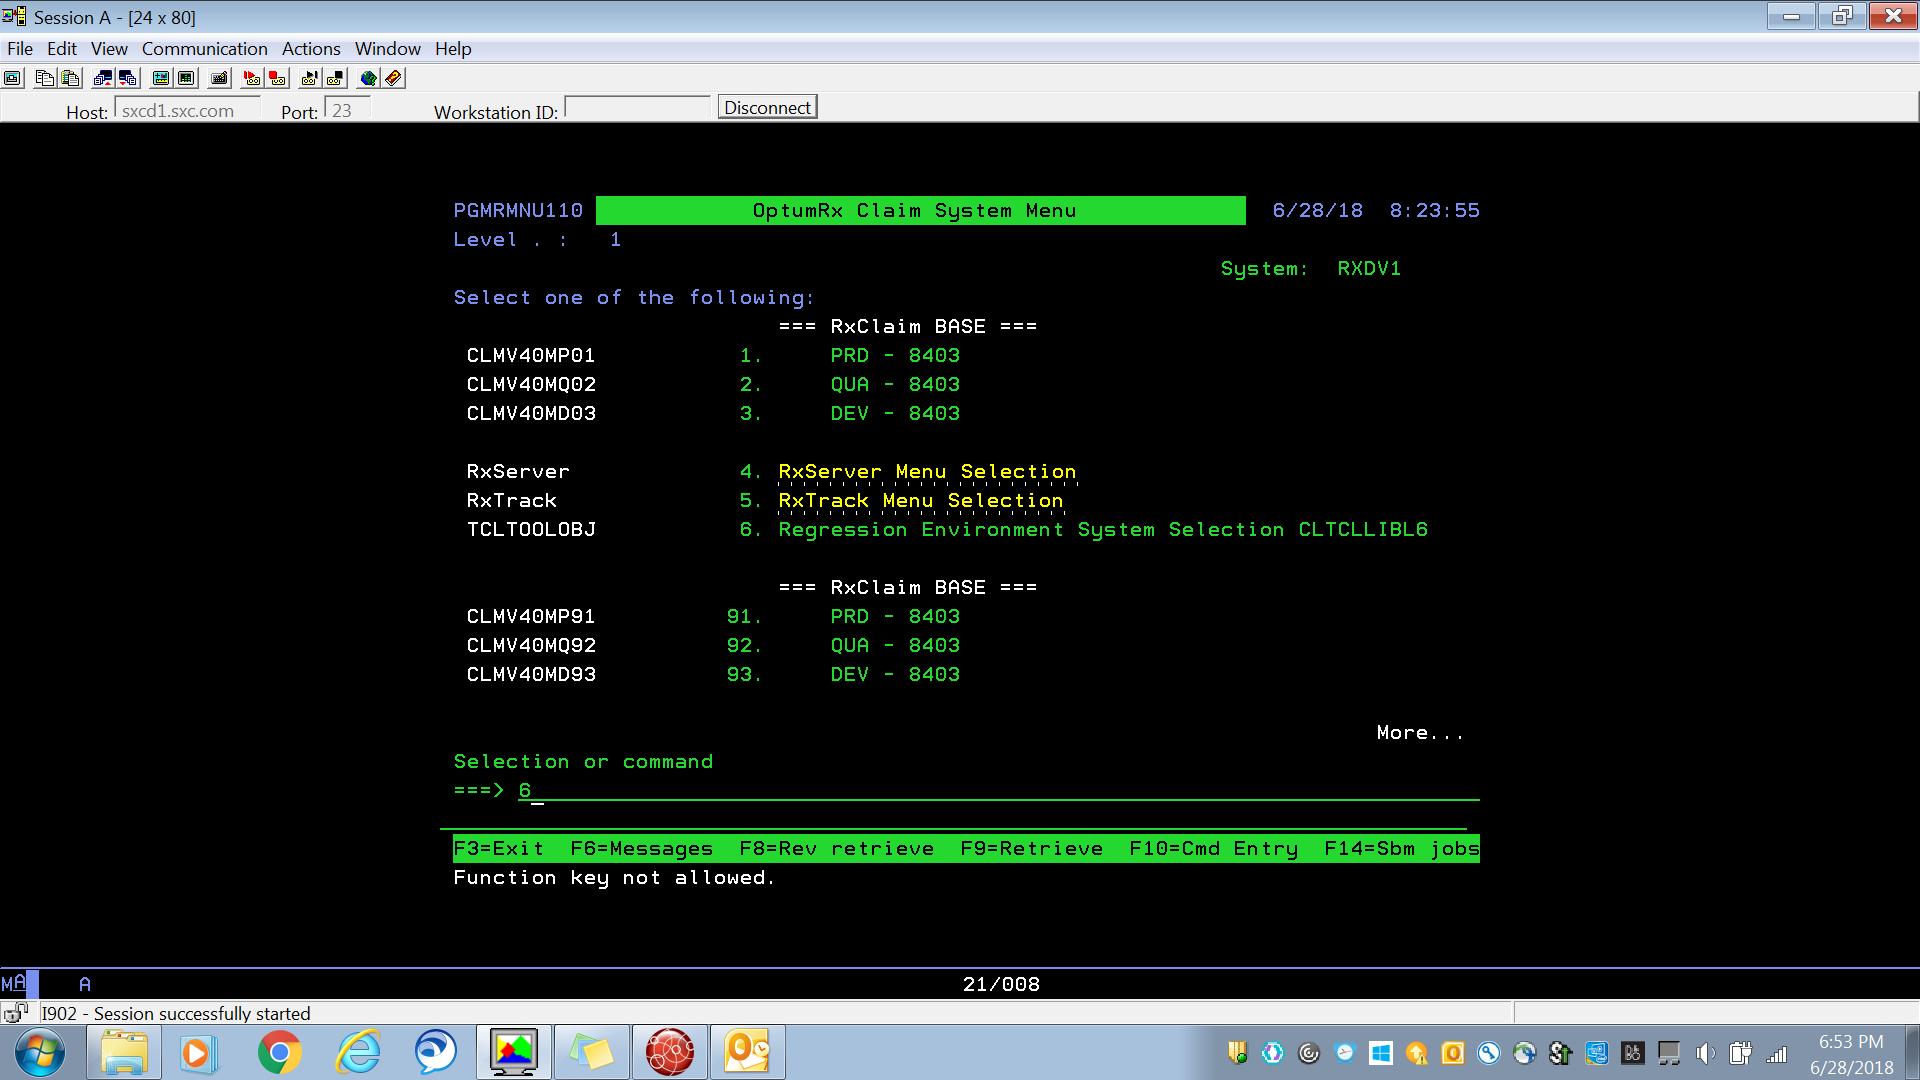 Session A - [24 x 80]
File Edit View Communication Actions Window Help
Host: sxcd1.sxc.com Port: 23 Workstation ID: Disconnect
PGMRMNU110 OptumRx Claim System Menu 6/28/18 8:23:55
Level . : 1
System: RXDV1
Select one of the following:
=== RxClaim BASE ===
CLMV40MP01 1. PRD - 8403
CLMV40MQ02 2. QUA - 8403
CLMV40MD03 3. DEV - 8403
RxServer 4. RxServer Menu Selection
RxTrack 5. RxTrack Menu Selection
TCLTOOLOBJ 6. Regression Environment System Selection CLTCLLIBL6
=== RxClaim BASE ===
CLMV40MP91 91. PRD - 8403
CLMV40MQ92 92. QUA - 8403
CLMV40MD93 93. DEV - 8403
More...
Selection or command
===> 6
F3=Exit F6=Messages F8=Rev retrieve F9=Retrieve F10=Cmd Entry F14=Sbm jobs
Function key not allowed.
MA A 21/008
I902 - Session successfully started
6:53 PM
6/28/2018